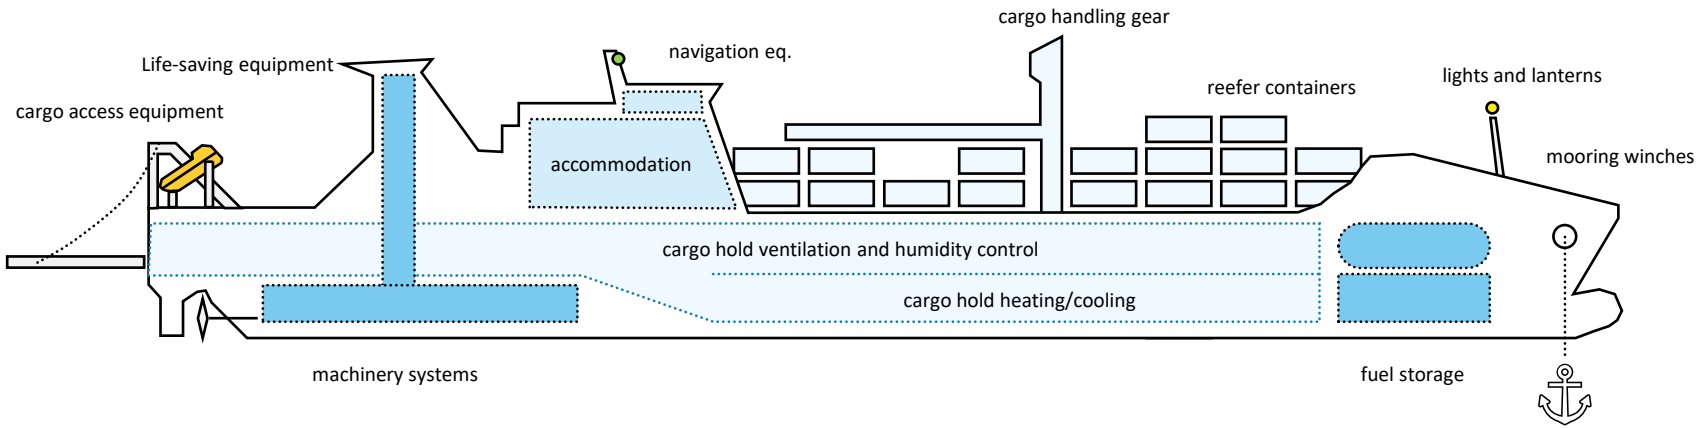 cargo handling gear
navigation eq.
Life-saving equipment
lights and lanterns
reefer containers
cargo access equipment
mooring winches
accommodation
cargo hold ventilation and humidity control
cargo hold heating/cooling
machinery systems
fuel storage